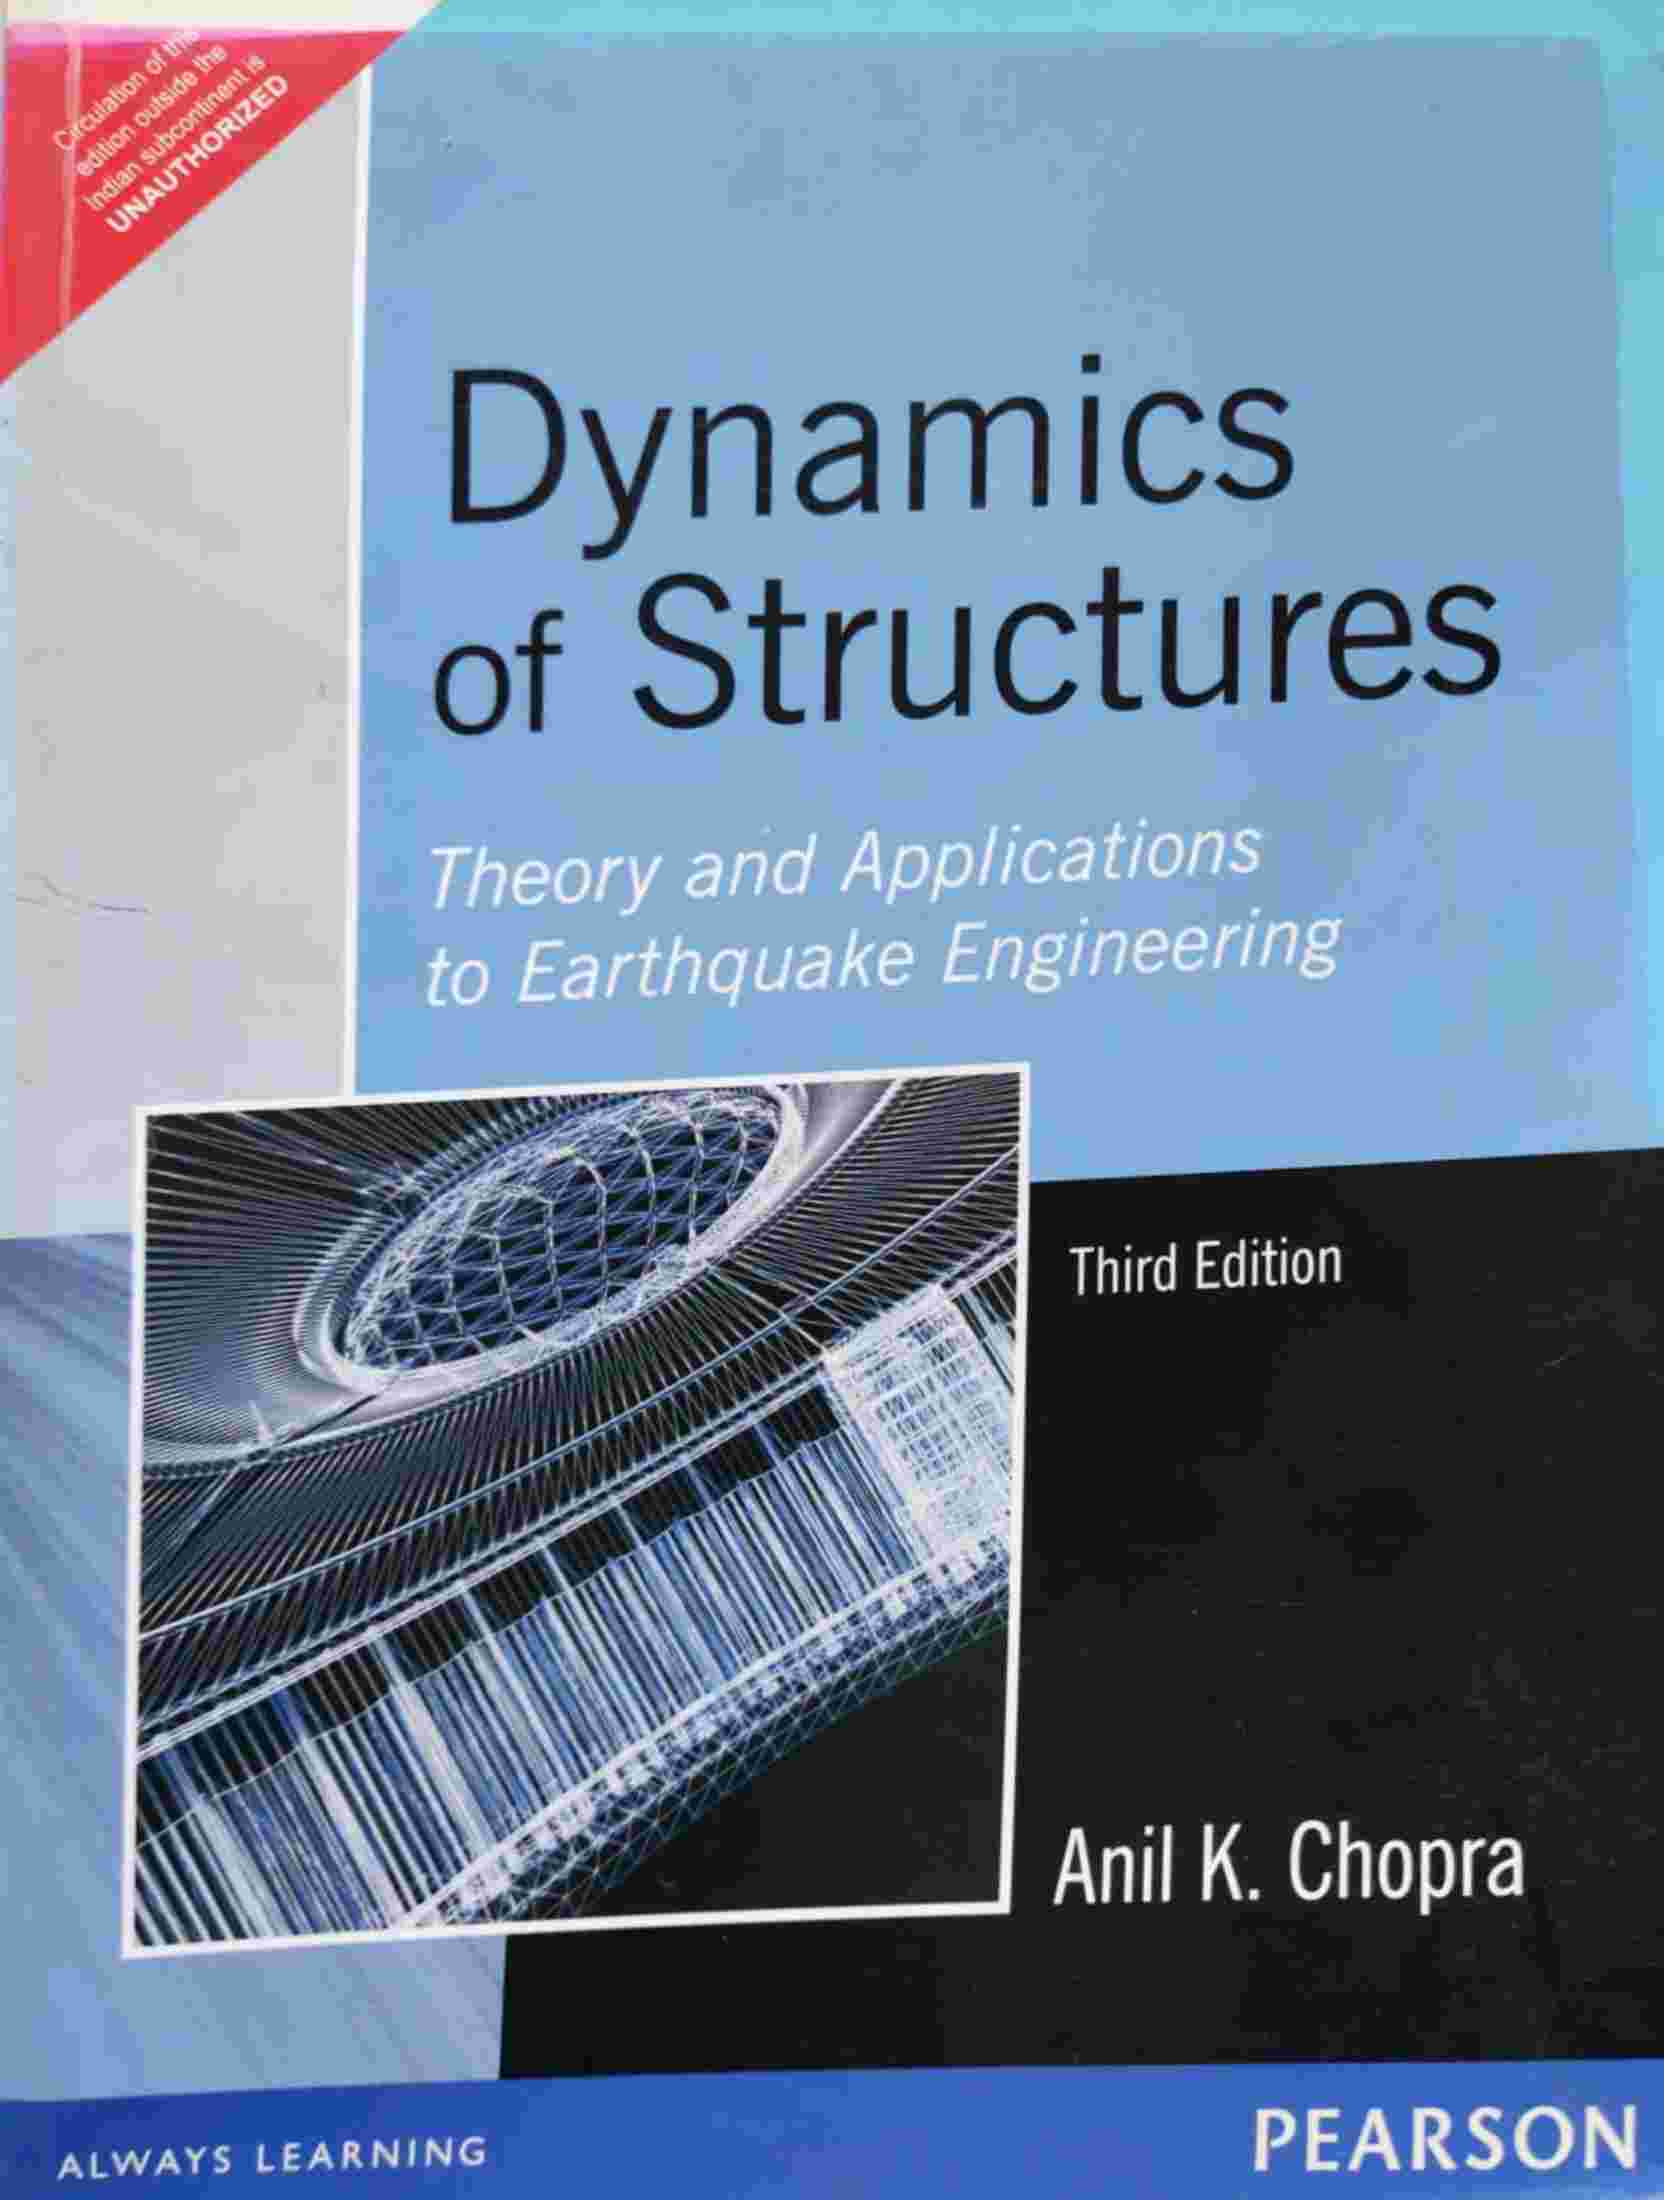 Circulation of this
edition outside the
Indian subcontinent is
UNAUTHORIZED
Dynamics
of Structures
Theory and Applications
to Earthquake Engineering
Third Edition
Anil K. Chopra
ALWAYS LEARNING
PEARSON